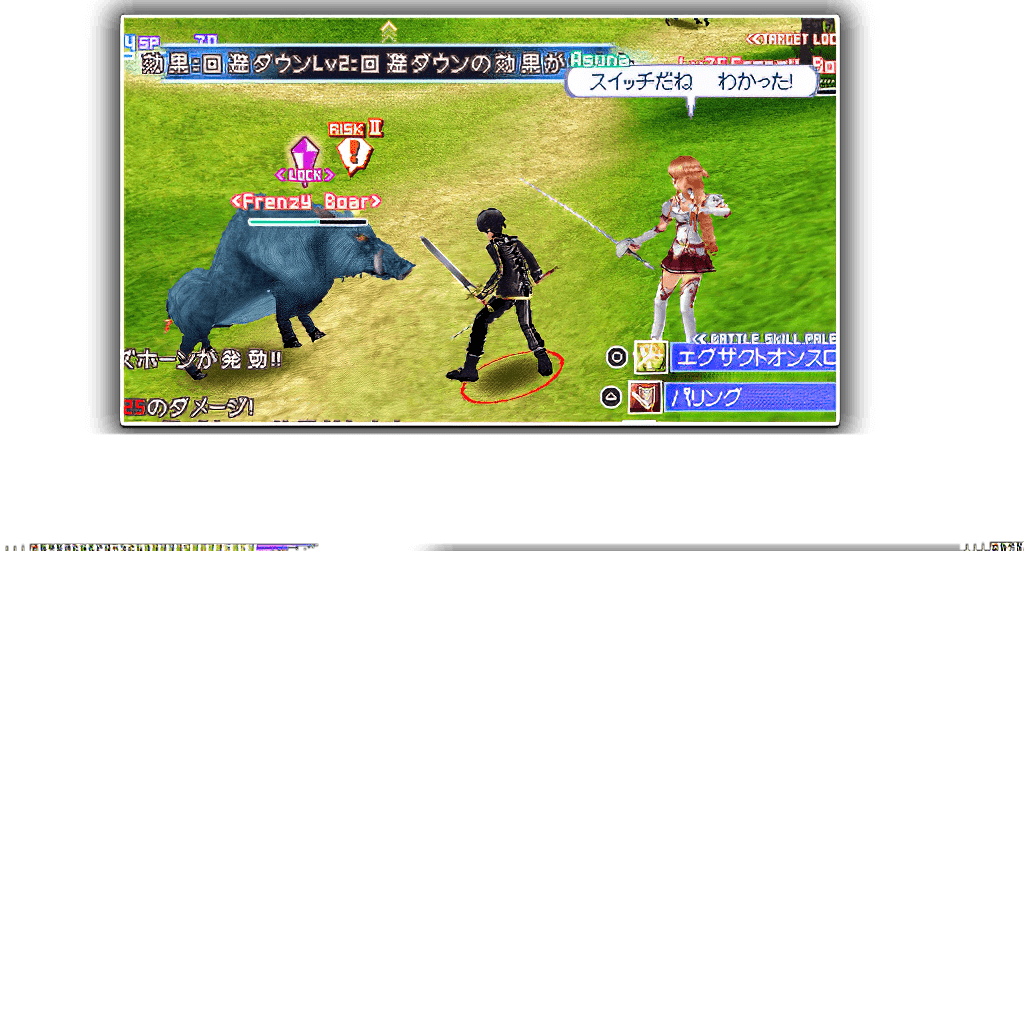 4 SP 70
<<TARGET LOC
効果:回避ダウンLv2:回避ダウンの効果が
Asuna
スイッチだね わかった!
RISK II
<LOCK>
<Frenzy Boar>
ズホーンが発動!!
<< BATTLE SKILL PALE
エグザクトオンスロ
パリング
25のダメージ!